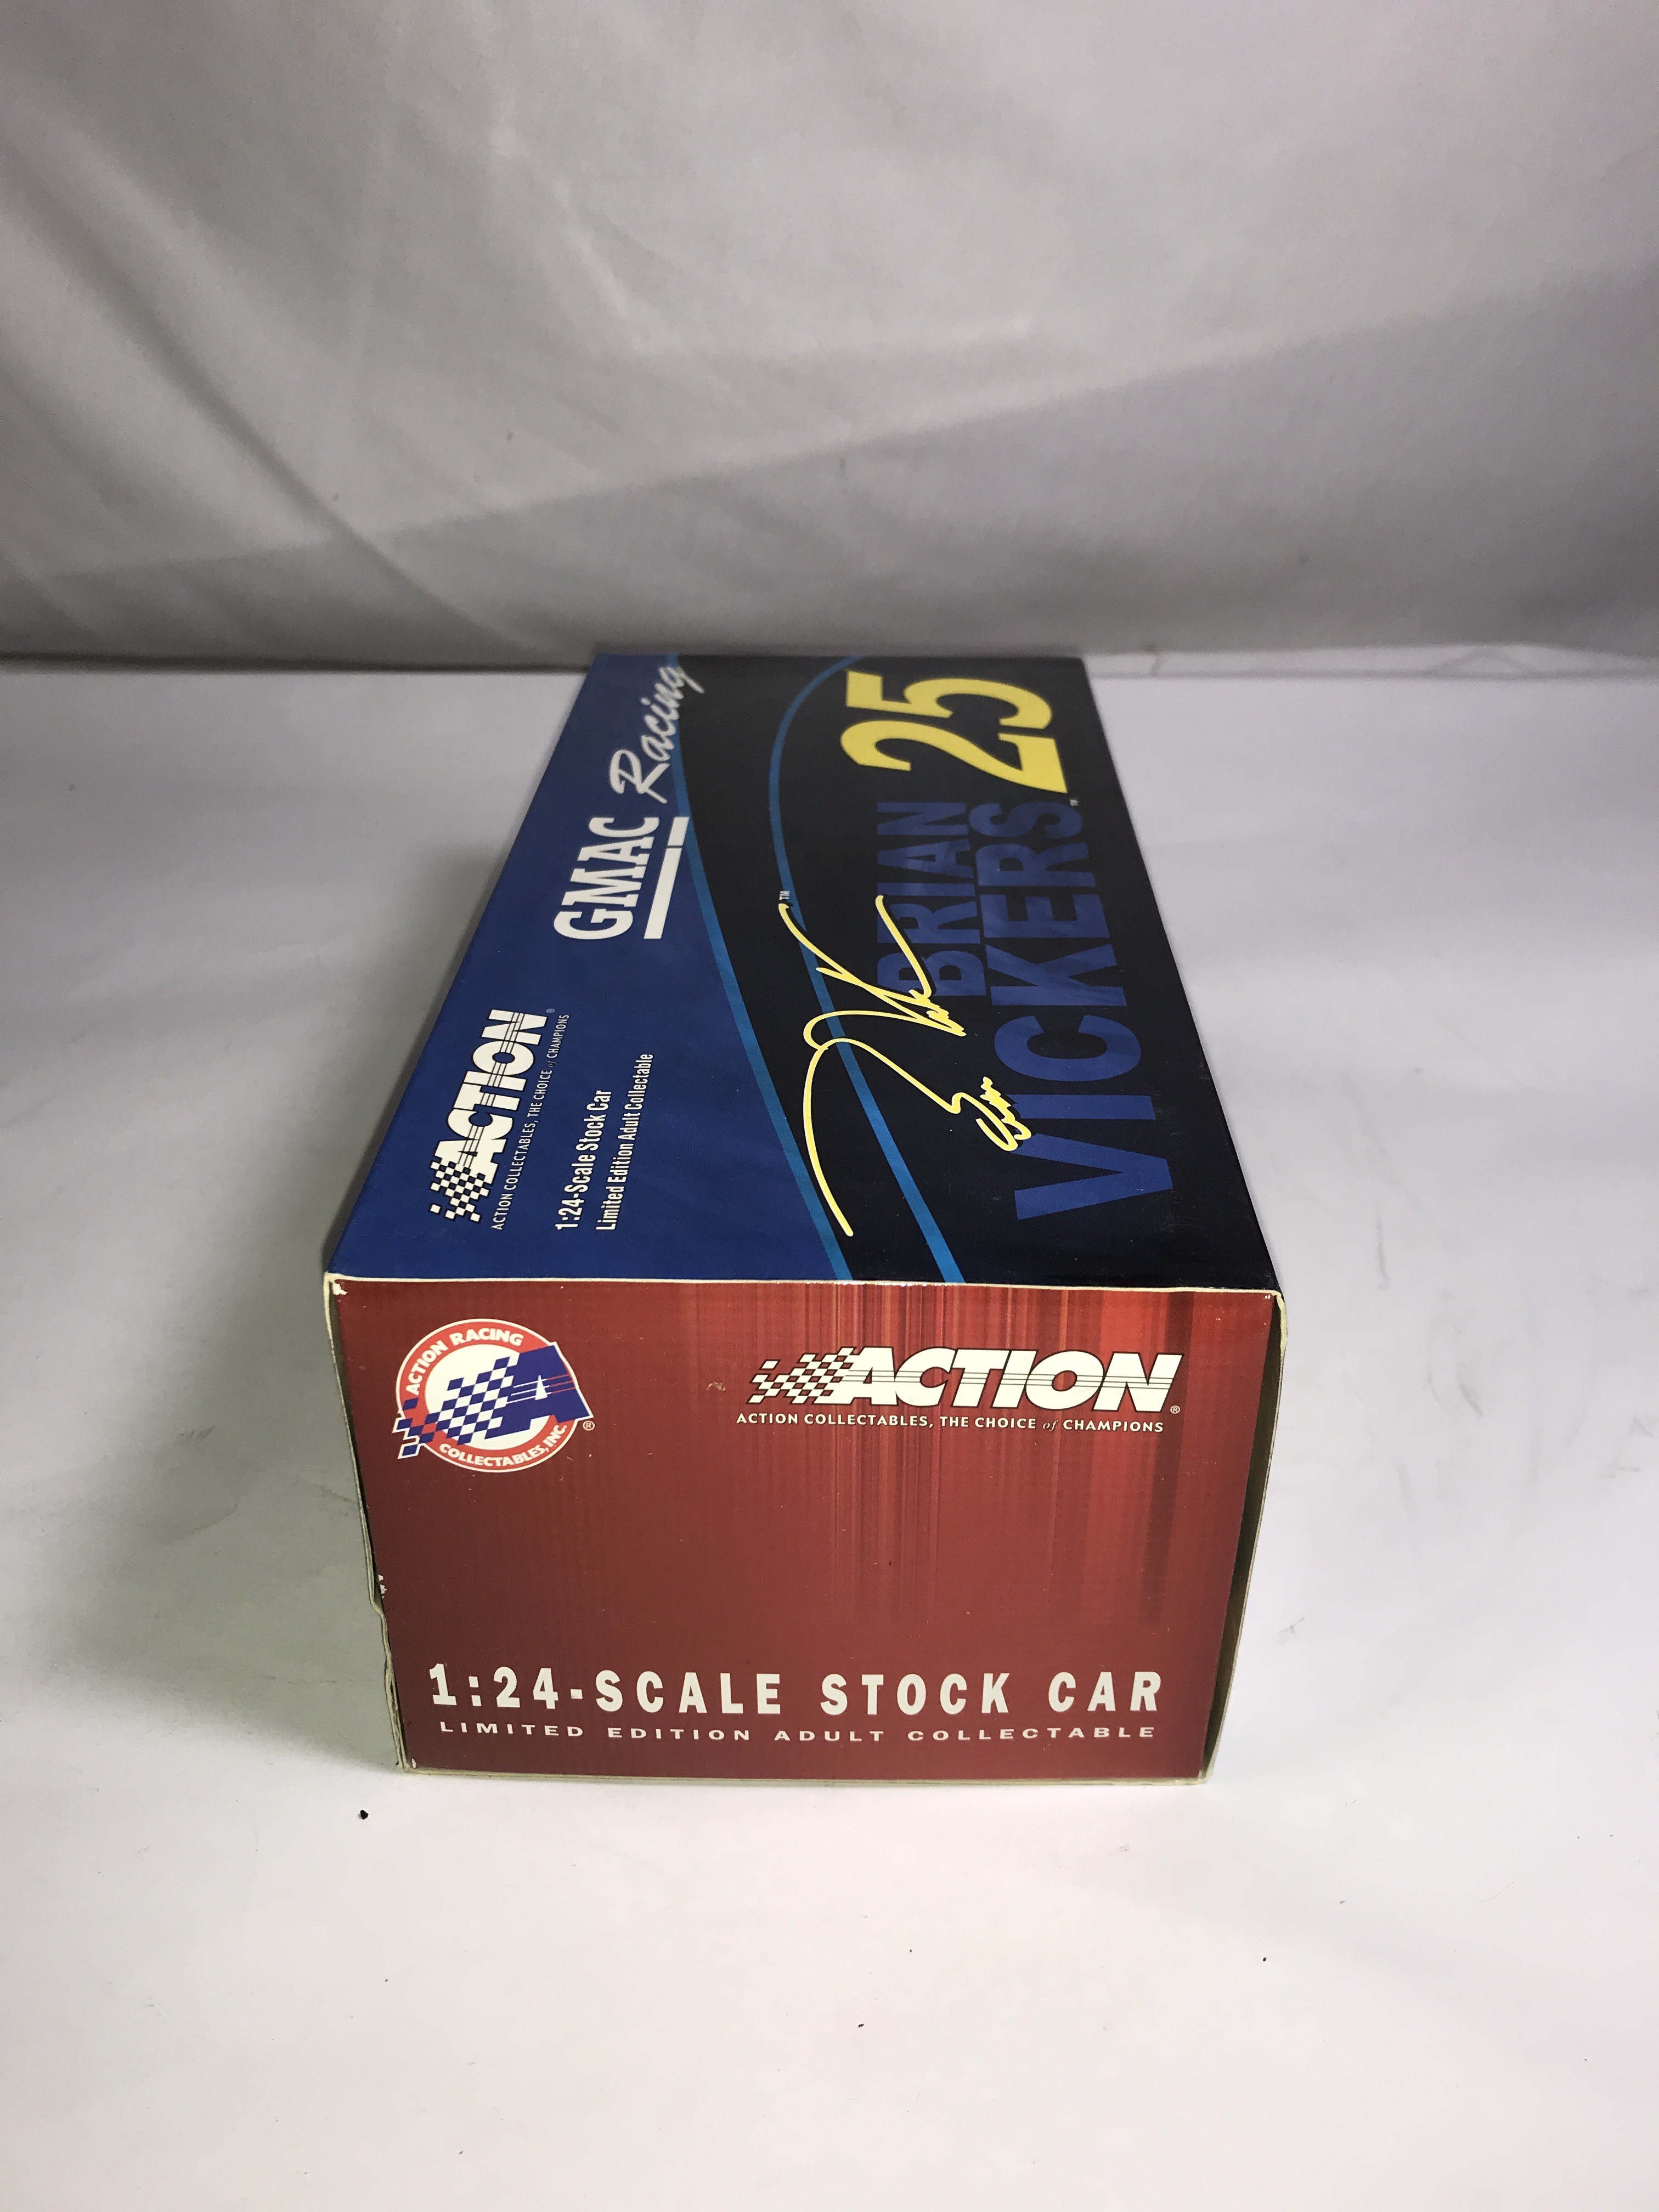 GMAC Racing
25
BRIAN
VICKERS™
™
ACTION®
ACTION COLLECTABLES, THE CHOICE of CHAMPIONS
1:24-Scale Stock Car
Limited Edition Adult Collectable
ACTION RACING
COLLECTABLES, INC.
®
ACTION®
ACTION COLLECTABLES, THE CHOICE of CHAMPIONS
1:24-SCALE STOCK CAR
LIMITED EDITION ADULT COLLECTABLE